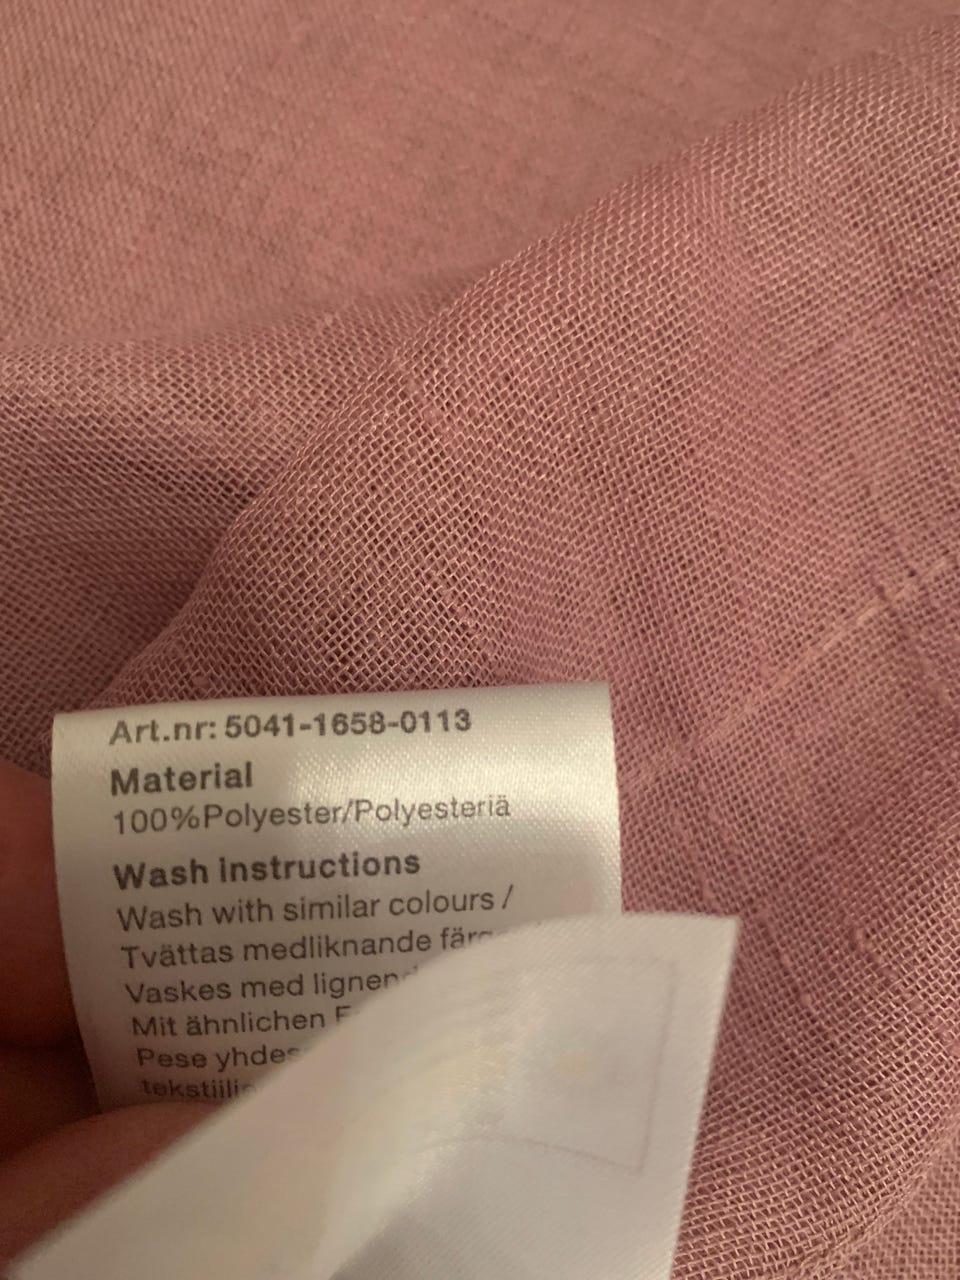 Art.nr: 5041-1658-0113
Material
100%Polyester/Polyesteriä
Wash instructions
Wash with similar colours /
Tvättas medliknande
Vaskes med
Mit ähnlichen
Pese